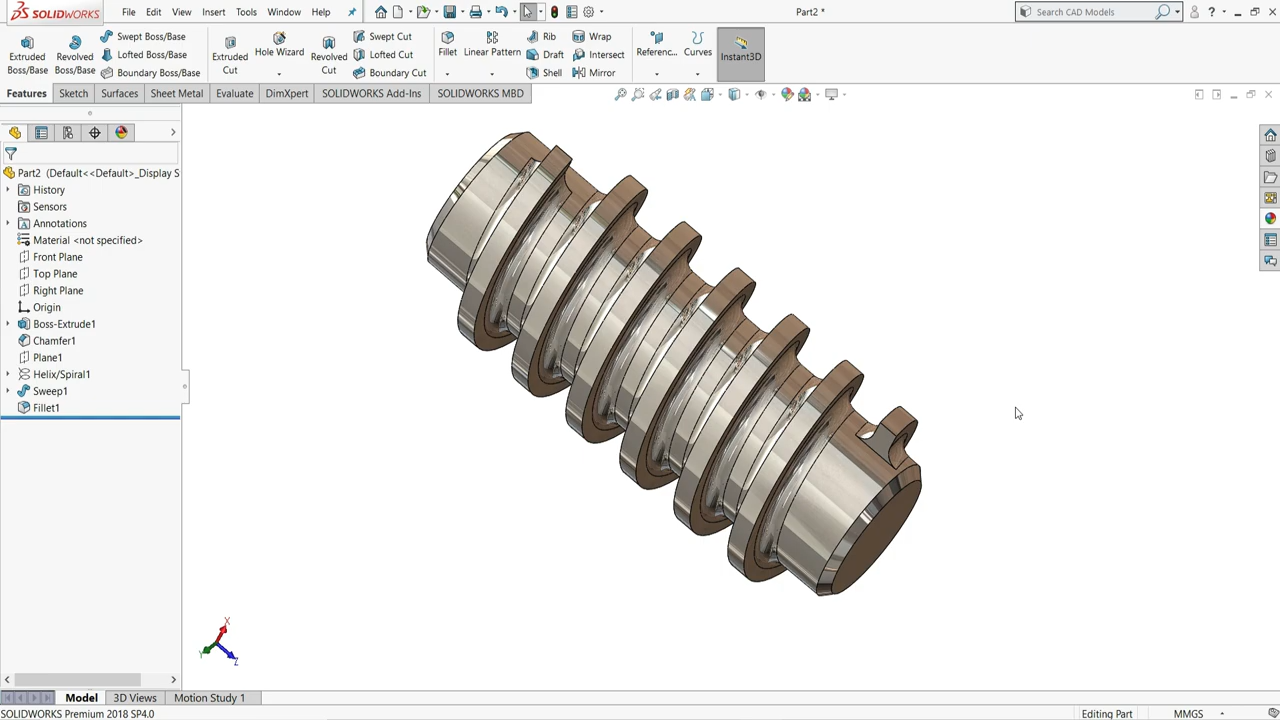 SOLIDWORKS File Edit View Insert Tools Window Help Part2 * Search CAD Models ?
Extruded Boss/Base
Revolved Boss/Base
Swept Boss/Base
Lofted Boss/Base
Boundary Boss/Base
Extruded Cut
Hole Wizard
Revolved Cut
Swept Cut
Lofted Cut
Boundary Cut
Fillet
Linear Pattern
Rib
Draft
Shell
Wrap
Intersect
Mirror
Referenc...
Curves
Instant3D
Features Sketch Surfaces Sheet Metal Evaluate DimXpert SOLIDWORKS Add-Ins SOLIDWORKS MBD
Part2 (Default<<Default>_Display S
History
Sensors
Annotations
Material <not specified>
Front Plane
Top Plane
Right Plane
Origin
Boss-Extrude1
Chamfer1
Plane1
Helix/Spiral1
Sweep1
Fillet1
X
Y
Z
Model 3D Views Motion Study 1
SOLIDWORKS Premium 2018 SP4.0 Editing Part MMGS